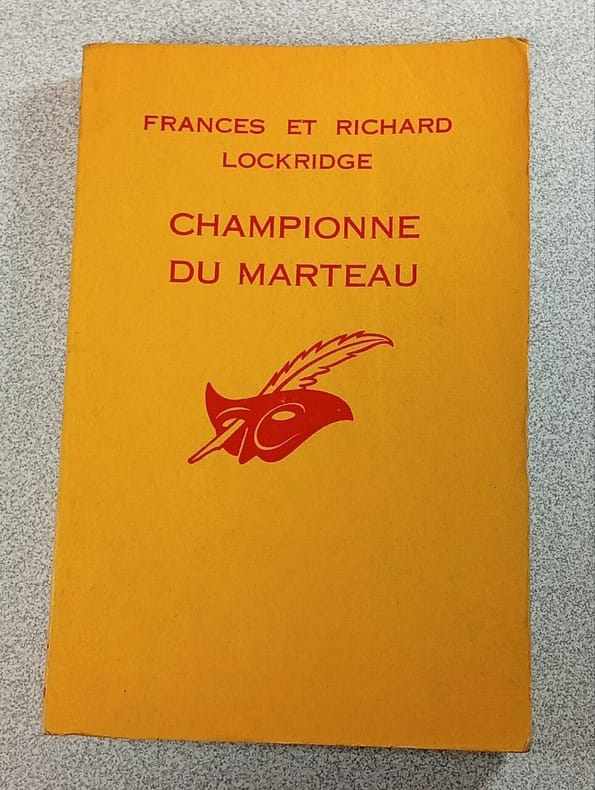 FRANCES ET RICHARD
LOCKRIDGE
CHAMPIONNE
DU MARTEAU